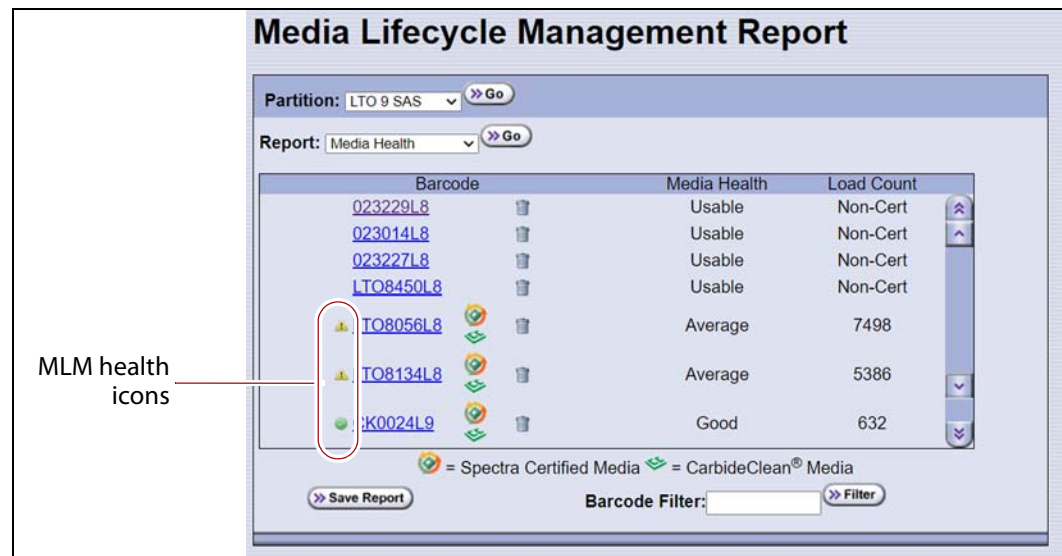 Media Lifecycle Management Report
Partition: LTO 9 SAS Go
Report: Media Health Go
Barcode Media Health Load Count
023229L8 Usable Non-Cert
023014L8 Usable Non-Cert
023227L8 Usable Non-Cert
LTO8450L8 Usable Non-Cert
TO8056L8 Average 7498
TO8134L8 Average 5386
CK0024L9 Good 632
MLM health
icons
= Spectra Certified Media = CarbideClean® Media
Save Report Barcode Filter: Filter